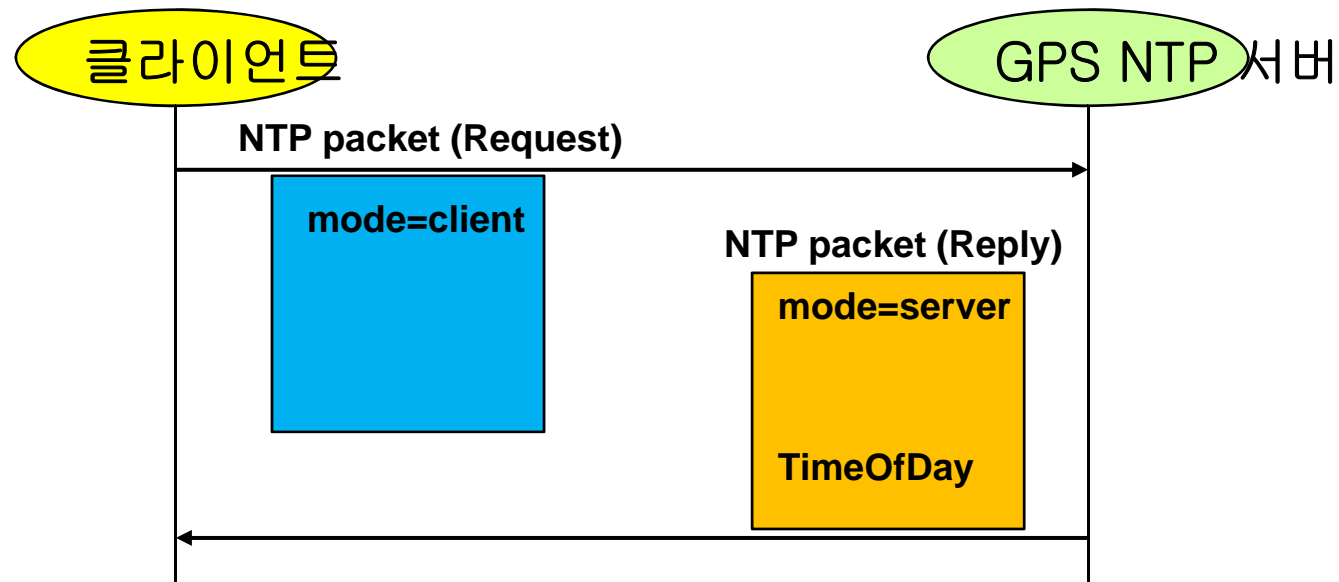 클라이언트
GPS NTP 서버
NTP packet (Request)
mode=client
NTP packet (Reply)
mode=server
TimeOfDay